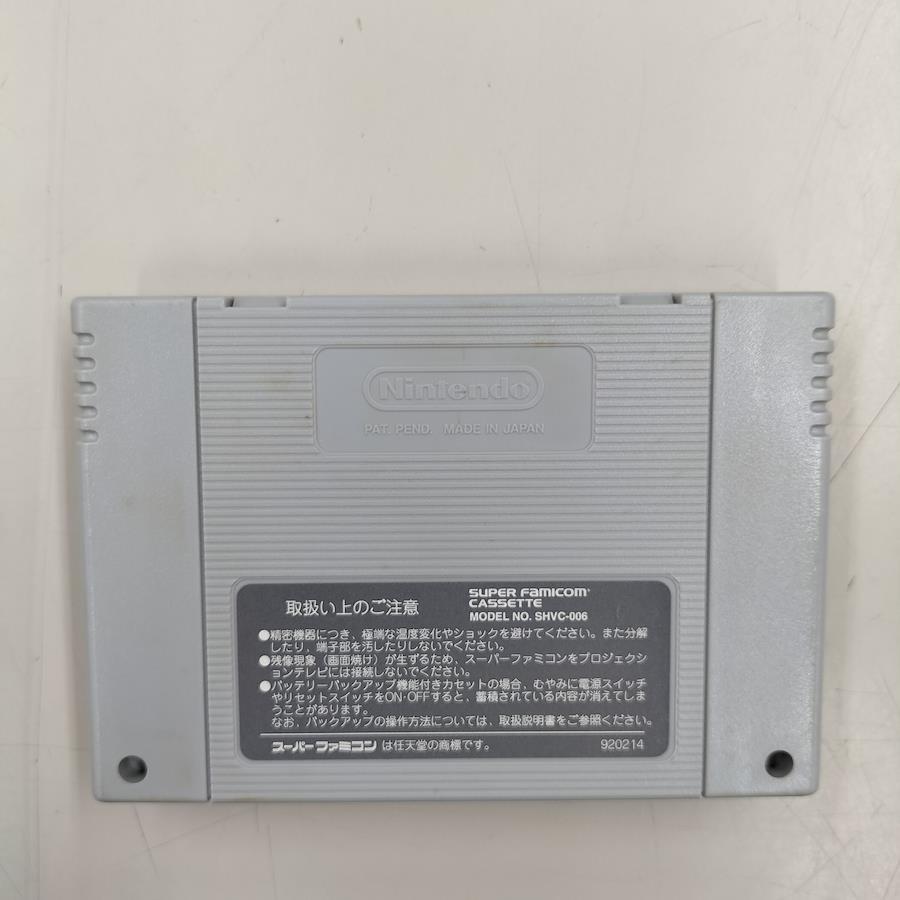 Nintendo
PAT. PEND. MADE IN JAPAN
取扱い上のご注意
SUPER FAMICOM
CASSETTE
MODEL NO. SHVC-006
●精密機器につき、極端な温度変化やショックを避けてください。また分解
したり、端子部を汚したりしないでください。
●残像現象（画面焼け）が生ずるため、スーパーファミコンをプロジェクシ
ョンテレビには接続しないでください。
●バッテリーバックアップ機能付きカセットの場合、むやみに電源スイッチ
やリセットスイッチをON・OFFすると、蓄積されている内容が消えてしま
うことがあります。
なお、バックアップの操作方法については、取扱説明書をご参照ください。
スーパーファミコンは任天堂の商標です。
920214